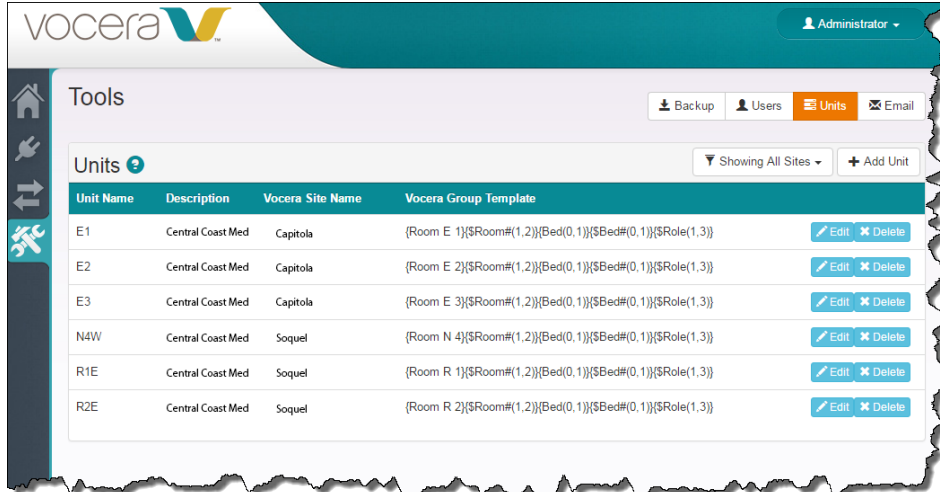 vocera
TM
Administrator
Tools
Backup Users Units Email
Units ?
Showing All Sites + Add Unit
Unit Name Description Vocera Site Name Vocera Group Template
E1 Central Coast Med Capitola {Room E 1}{$Room#(1,2)}{Bed(0,1)}{$Bed#(0,1)}{$Role(1,3)} Edit Delete
E2 Central Coast Med Capitola {Room E 2}{$Room#(1,2)}{Bed(0,1)}{$Bed#(0,1)}{$Role(1,3)} Edit Delete
E3 Central Coast Med Capitola {Room E 3}{$Room#(1,2)}{Bed(0,1)}{$Bed#(0,1)}{$Role(1,3)} Edit Delete
N4W Central Coast Med Soquel {Room N 4}{$Room#(1,2)}{Bed(0,1)}{$Bed#(0,1)}{$Role(1,3)} Edit Delete
R1E Central Coast Med Soquel {Room R 1}{$Room#(1,2)}{Bed(0,1)}{$Bed#(0,1)}{$Role(1,3)} Edit Delete
R2E Central Coast Med Soquel {Room R 2}{$Room#(1,2)}{Bed(0,1)}{$Bed#(0,1)}{$Role(1,3)} Edit Delete